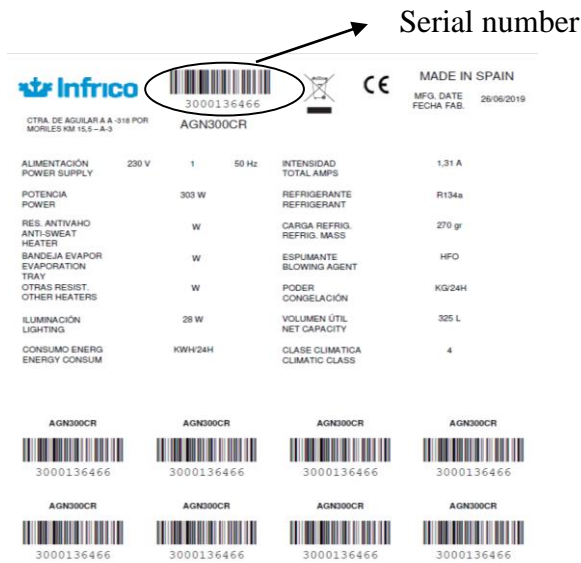 Serial number
Infrico
3000136466
CE
MADE IN SPAIN
MFG. DATE
FECHA FAB.
26/06/2019
CTRA. DE AGUILAR A A -318 POR
MORILES KM 15,5 – A-3
AGN300CR
ALIMENTACIÓN
POWER SUPPLY
230 V 1 50 Hz
INTENSIDAD
TOTAL AMPS
1,31 A
POTENCIA
POWER
303 W
REFRIGERANTE
REFRIGERANT
R134a
RES. ANTIVAHO
ANTI-SWEAT
HEATER
W
CARGA REFRIG.
REFRIG. MASS
270 gr
BANDEJA EVAPOR
EVAPORATION
TRAY
W
ESPUMANTE
BLOWING AGENT
HFO
OTRAS RESIST.
OTHER HEATERS
W
PODER
CONGELACIÓN
KG/24H
ILUMINACIÓN
LIGHTING
28 W
VOLUMEN ÚTIL
NET CAPACITY
325 L
CONSUMO ENERG
ENERGY CONSUM
KWH/24H
CLASE CLIMATICA
CLIMATIC CLASS
4
AGN300CR AGN300CR AGN300CR AGN300CR
3000136466 3000136466 3000136466 3000136466
AGN300CR AGN300CR AGN300CR AGN300CR
3000136466 3000136466 3000136466 3000136466